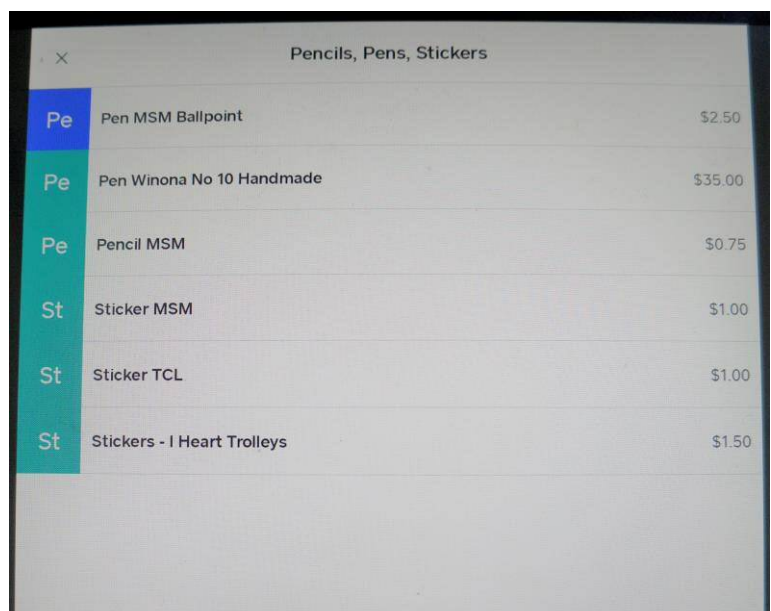 × Pencils, Pens, Stickers
Pe Pen MSM Ballpoint $2.50
Pe Pen Winona No 10 Handmade $35.00
Pe Pencil MSM $0.75
St Sticker MSM $1.00
St Sticker TCL $1.00
St Stickers - I Heart Trolleys $1.50